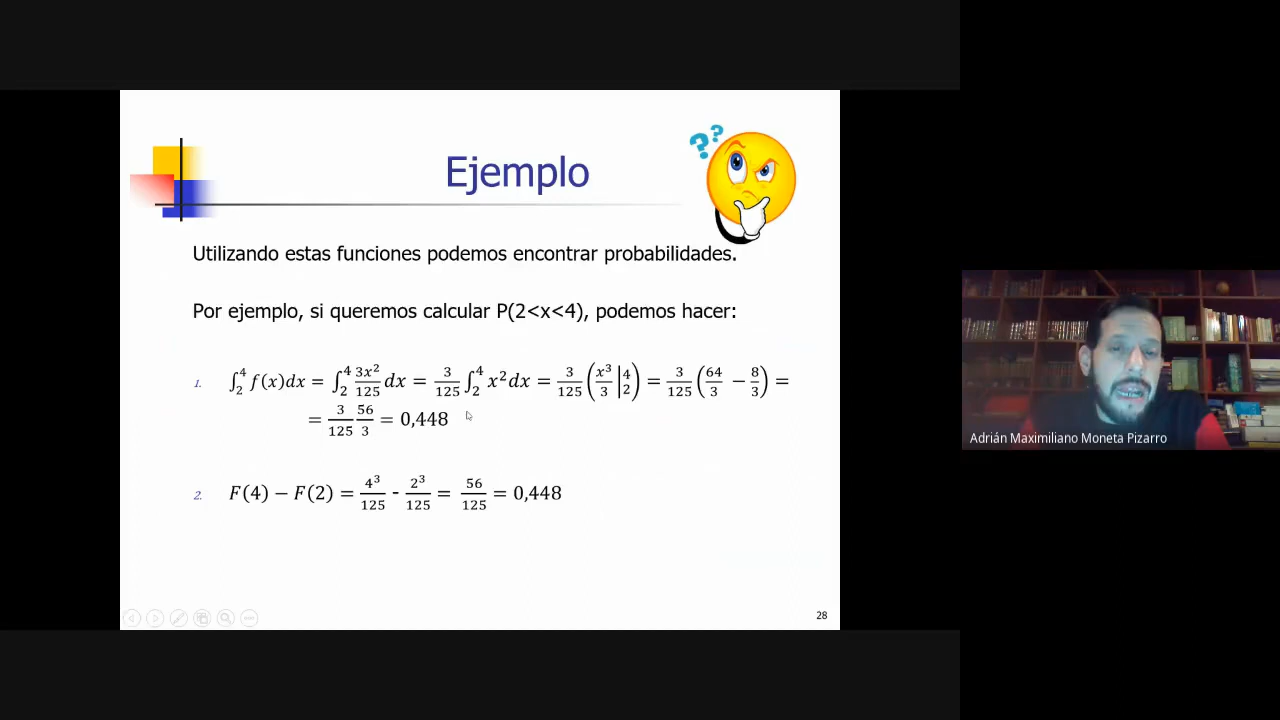 Ejemplo
??
Utilizando estas funciones podemos encontrar probabilidades.
Por ejemplo, si queremos calcular P(2<x<4), podemos hacer:
1. ∫₂⁴ f(x)dx = ∫₂⁴ 3x²/125 dx = 3/125 ∫₂⁴ x²dx = 3/125 (x³/3 |₂⁴) = 3/125 (64/3 − 8/3) =
= 3/125 56/3 = 0,448
2. F(4) − F(2) = 4³/125 - 2³/125 = 56/125 = 0,448
28
Adrián Maximiliano Moneta Pizarro